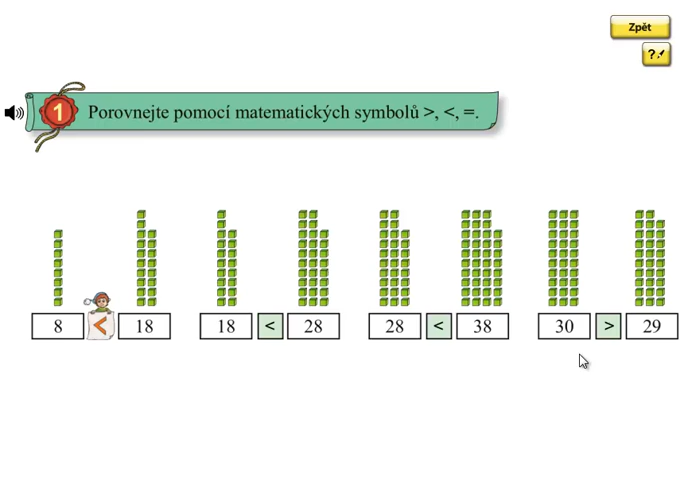 Zpět
?
1 Porovnejte pomocí matematických symbolů >, <, =.
8 < 18 18 < 28 28 < 38 30 > 29